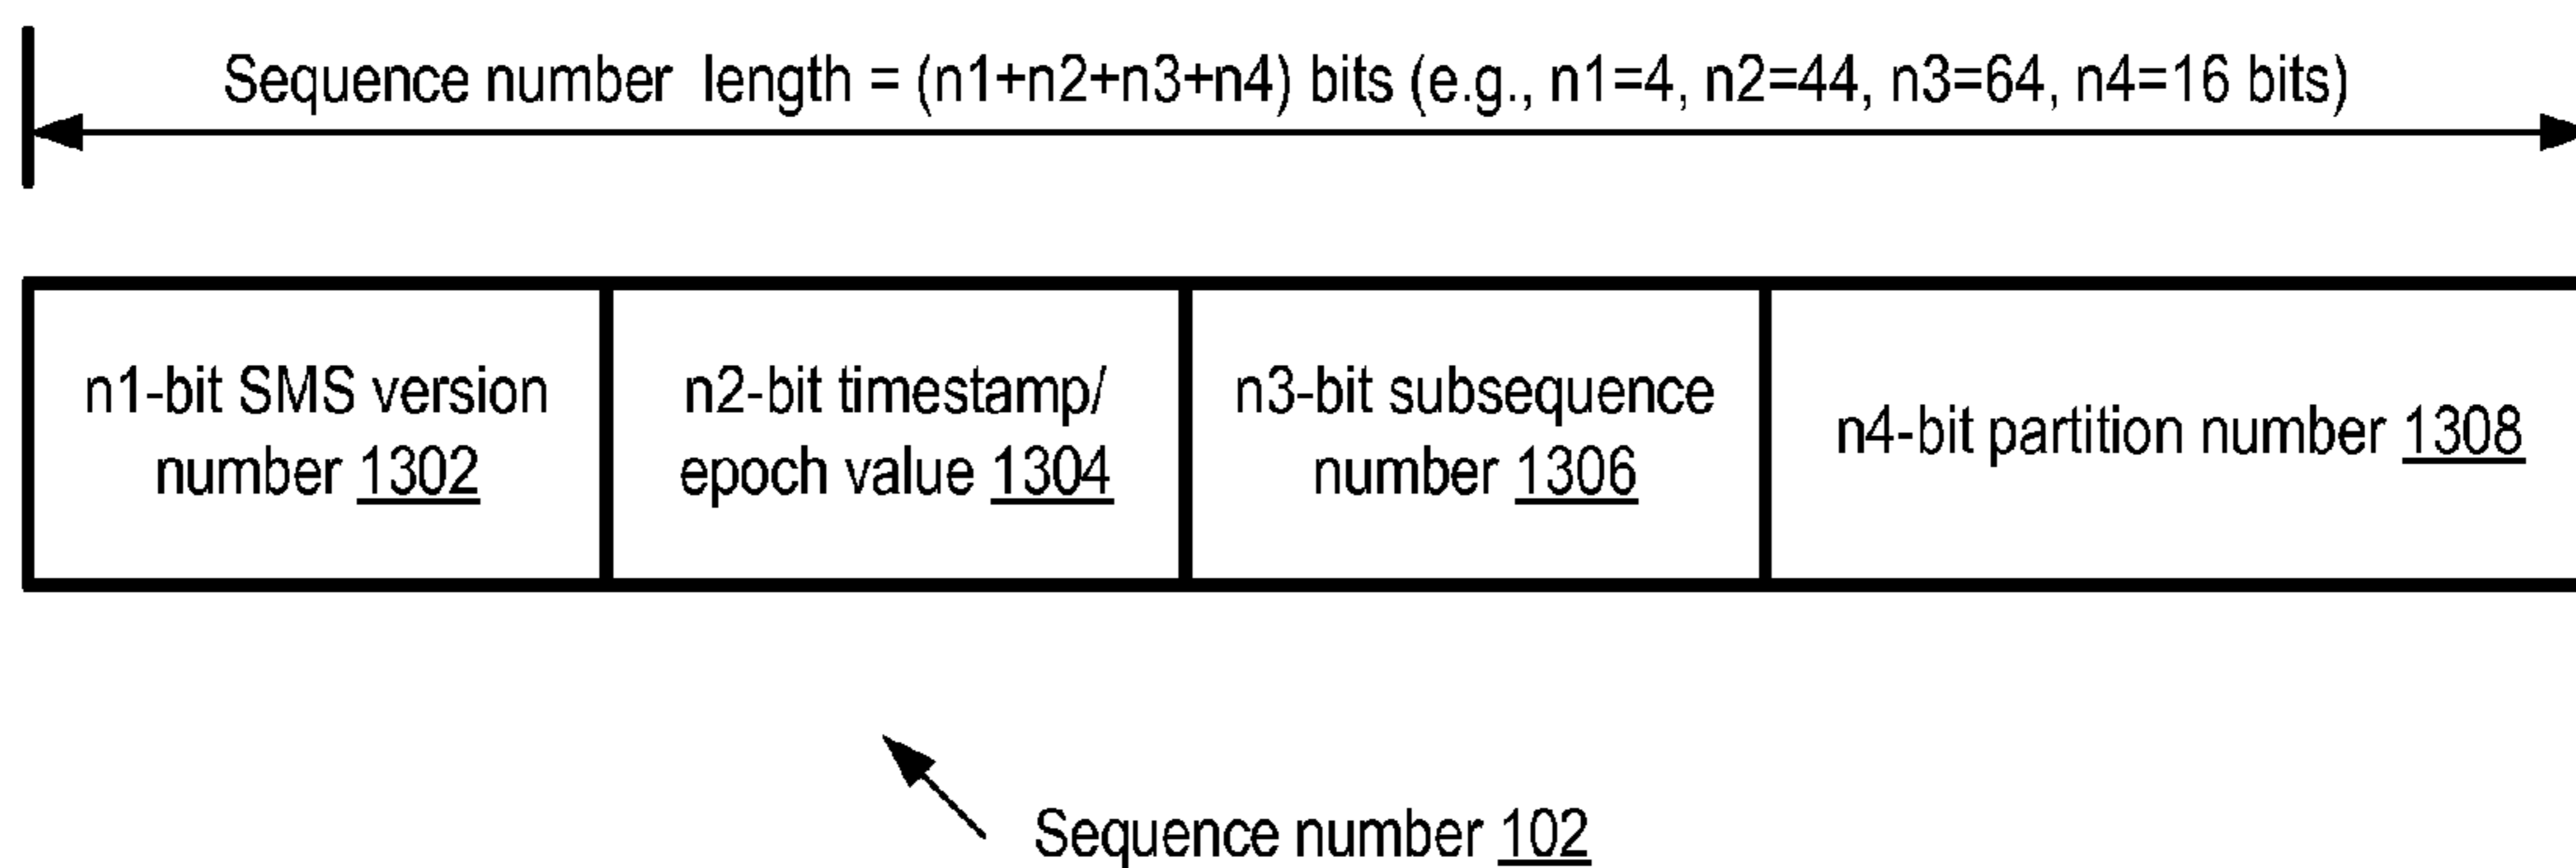 Sequence number length = (n1+n2+n3+n4) bits (e.g., n1=4, n2=44, n3=64, n4=16 bits)
n1-bit SMS version
number 1302
n2-bit timestamp/
epoch value 1304
n3-bit subsequence
number 1306
n4-bit partition number 1308
Sequence number 102